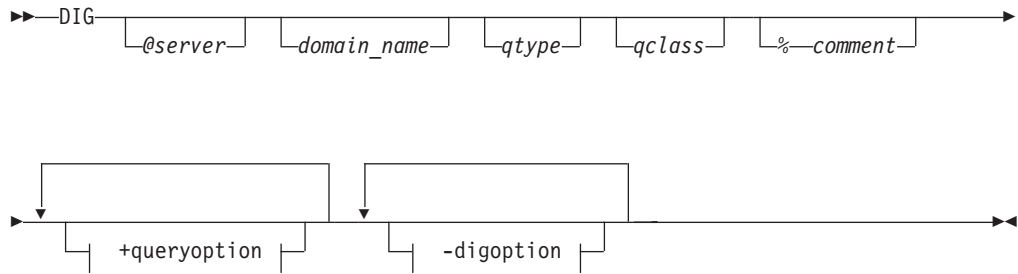 DIG
@server domain_name qtype qclass % comment
+queryoption -digoption